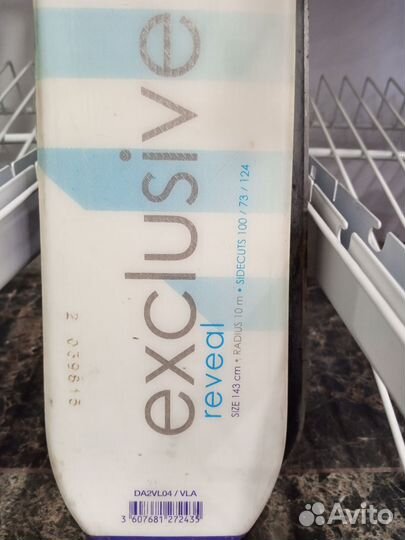 exclusive
reveal
SIZE 143 cm • RADIUS 10 m • SIDECUTS 100 / 73 / 124
DA2VL04 / VLA
3 607681 272435
Avito